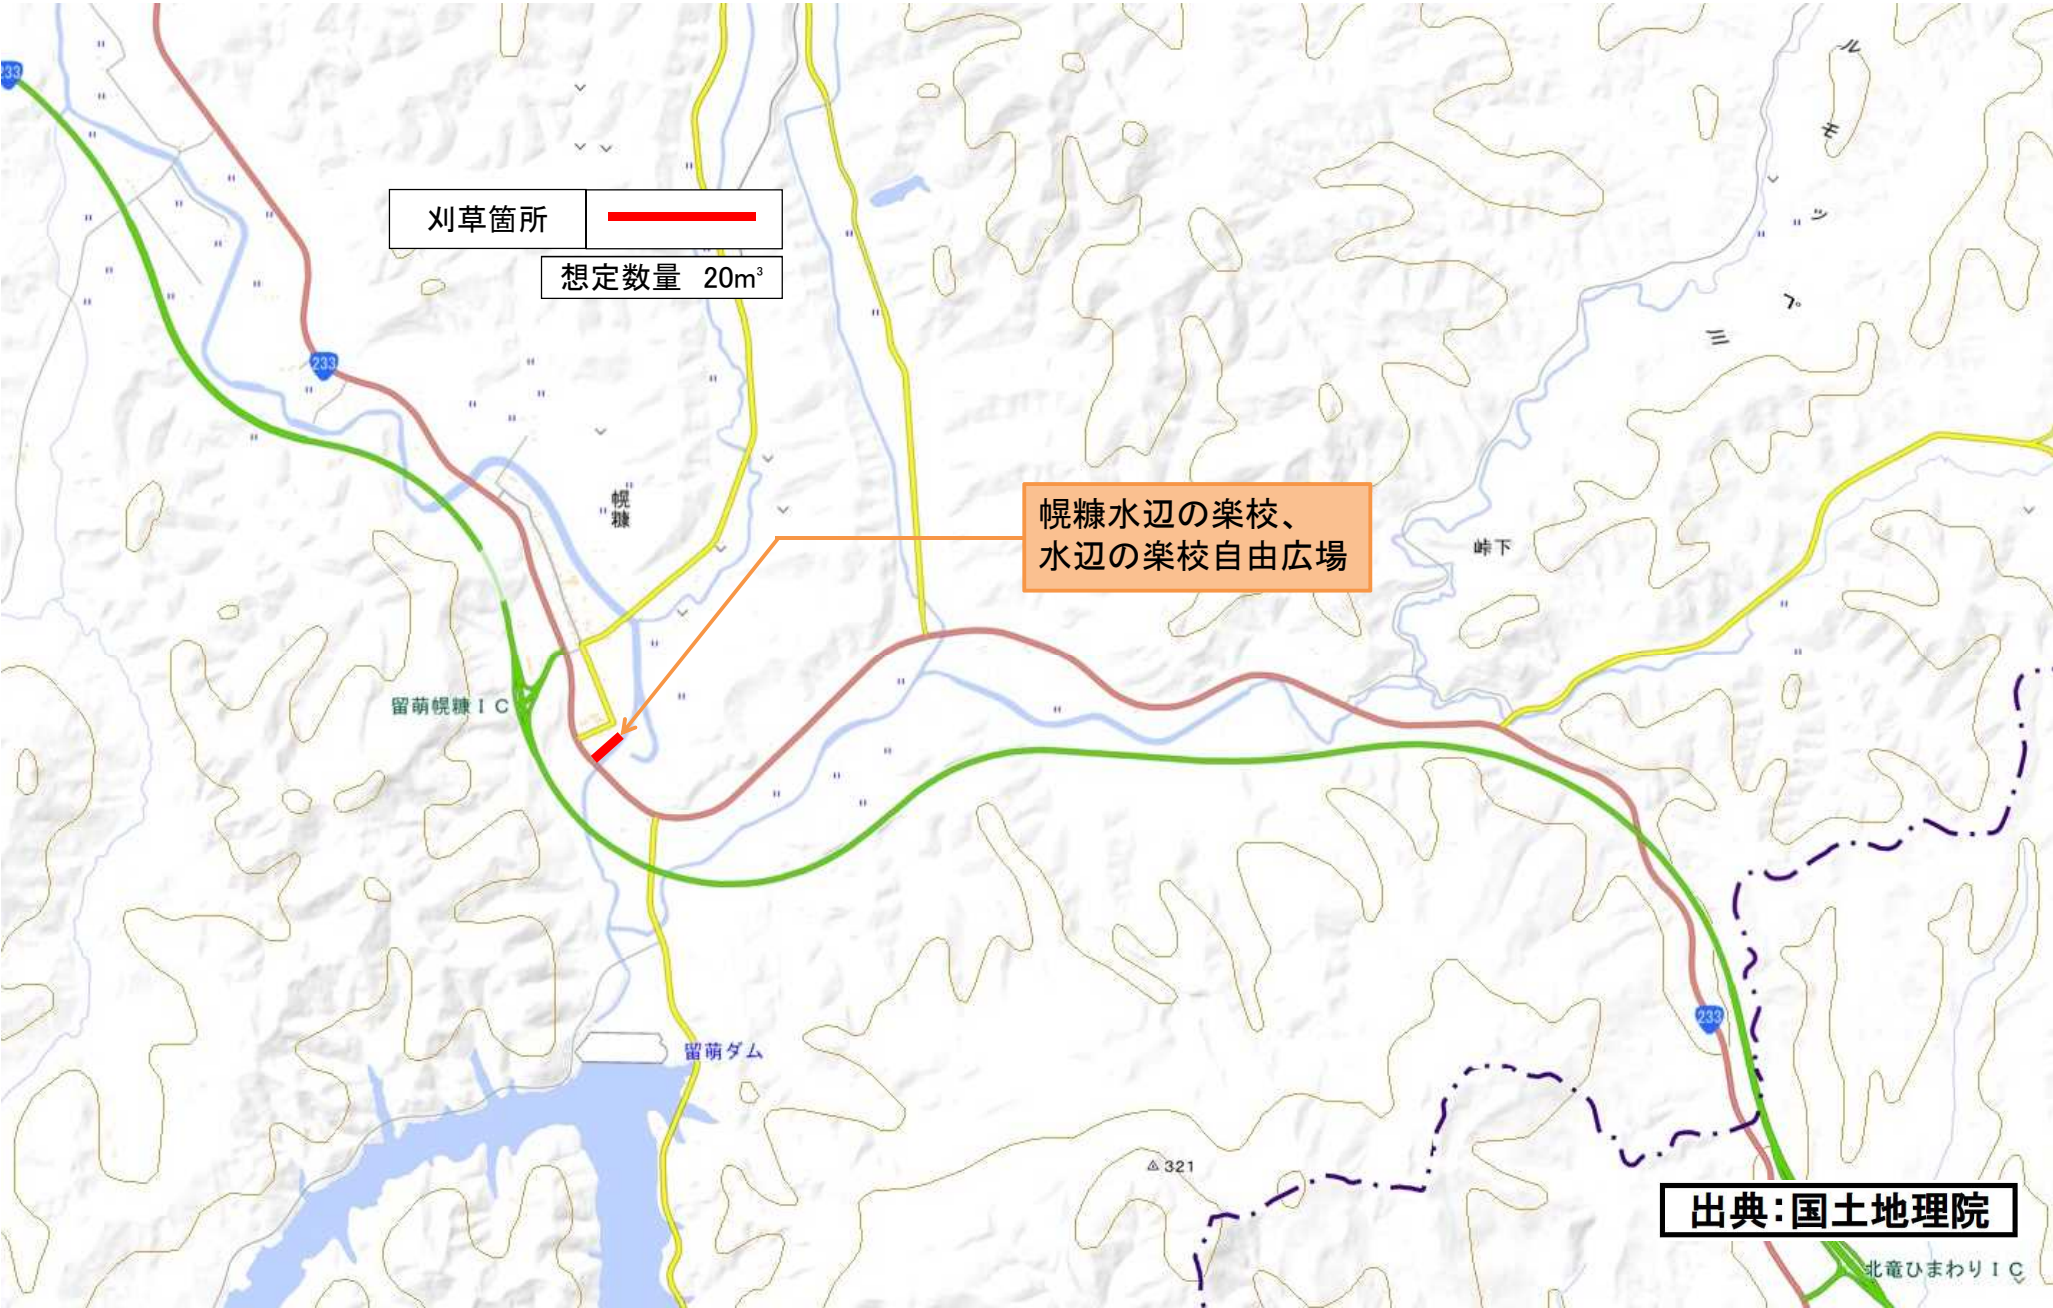 233
ルモッペ三
刈草箇所
想定数量 20m³
233
幌糠
幌糠水辺の楽校、
水辺の楽校自由広場
峠下
留萌幌糠IC
233
留萌ダム
321
出典:国土地理院
北竜ひまわりIC